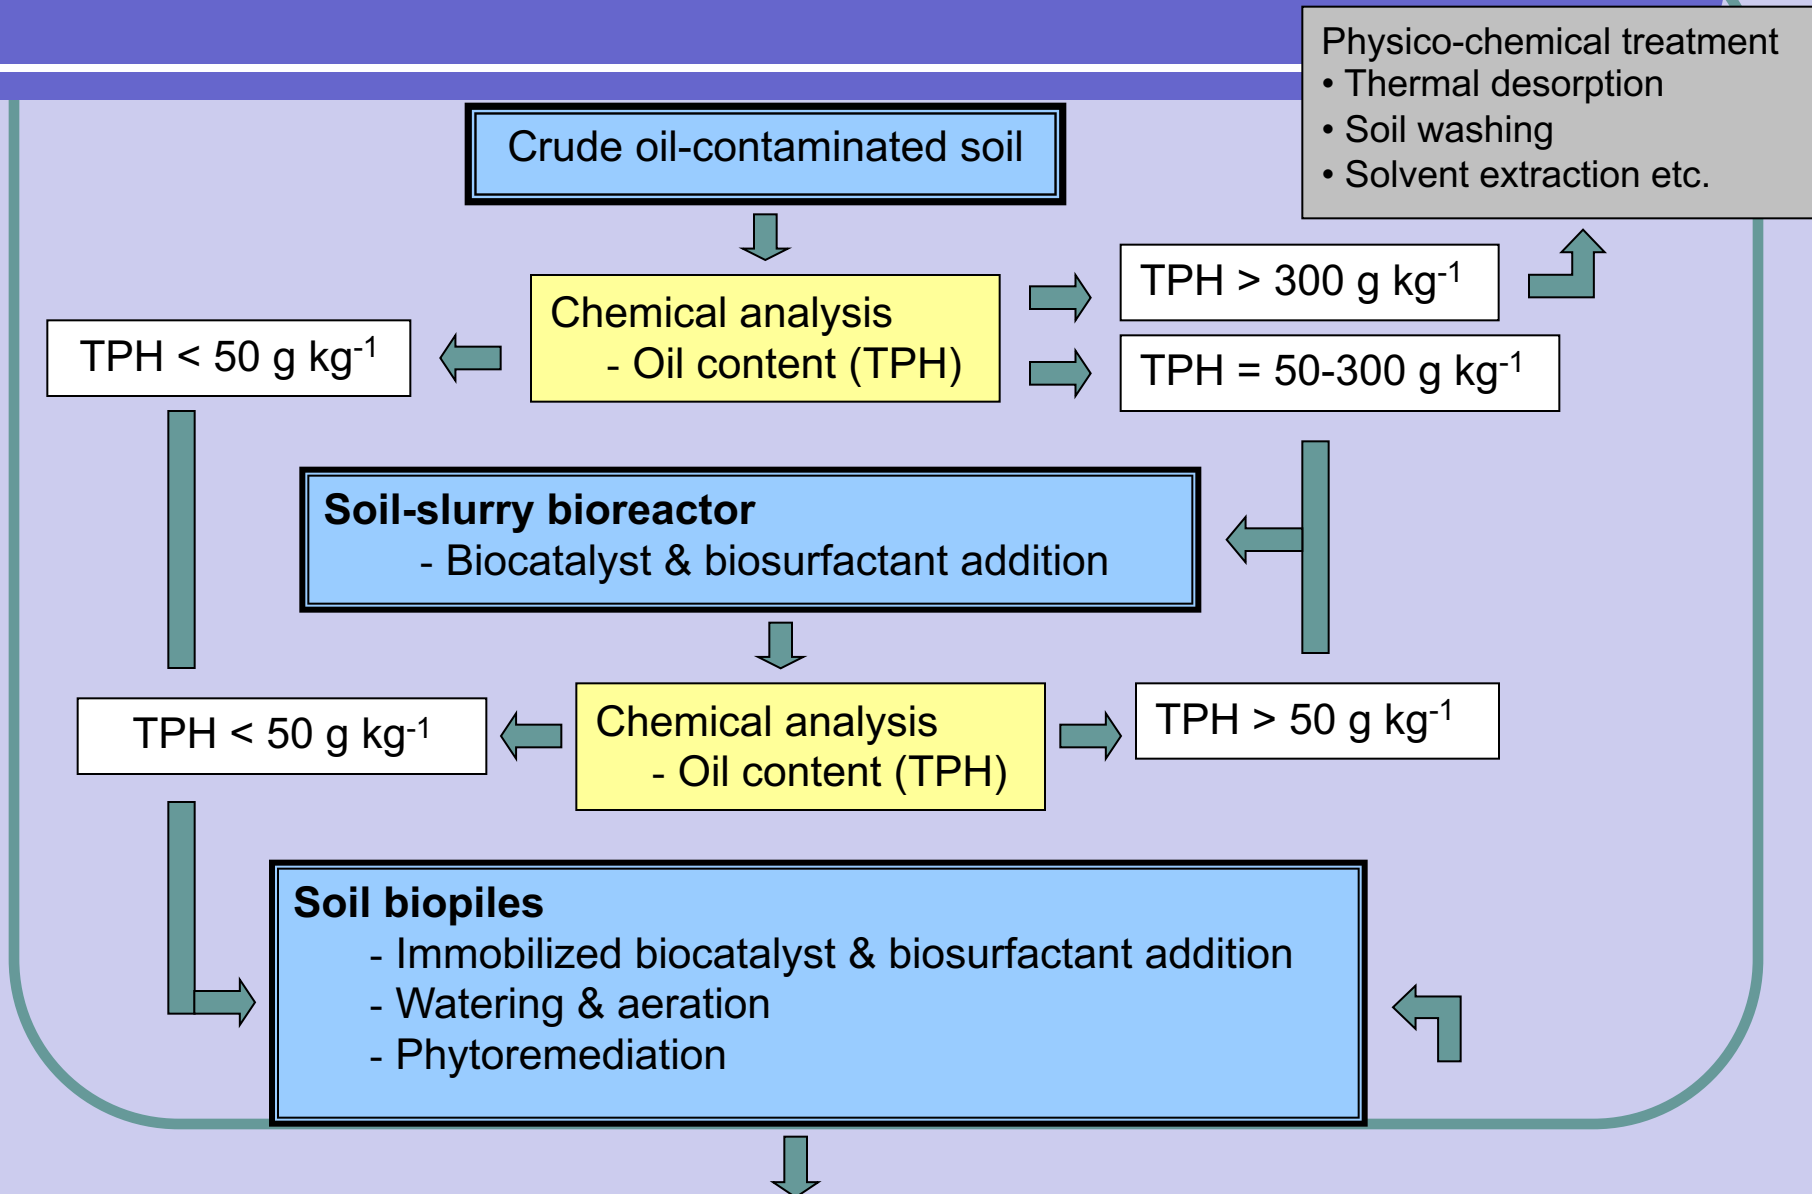 Physico-chemical treatment
• Thermal desorption
• Soil washing
• Solvent extraction etc.
Crude oil-contaminated soil
Chemical analysis
- Oil content (TPH)
TPH > 300 g kg⁻¹
TPH = 50-300 g kg⁻¹
TPH < 50 g kg⁻¹
Soil-slurry bioreactor
- Biocatalyst & biosurfactant addition
TPH < 50 g kg⁻¹
Chemical analysis
- Oil content (TPH)
TPH > 50 g kg⁻¹
Soil biopiles
- Immobilized biocatalyst & biosurfactant addition
- Watering & aeration
- Phytoremediation